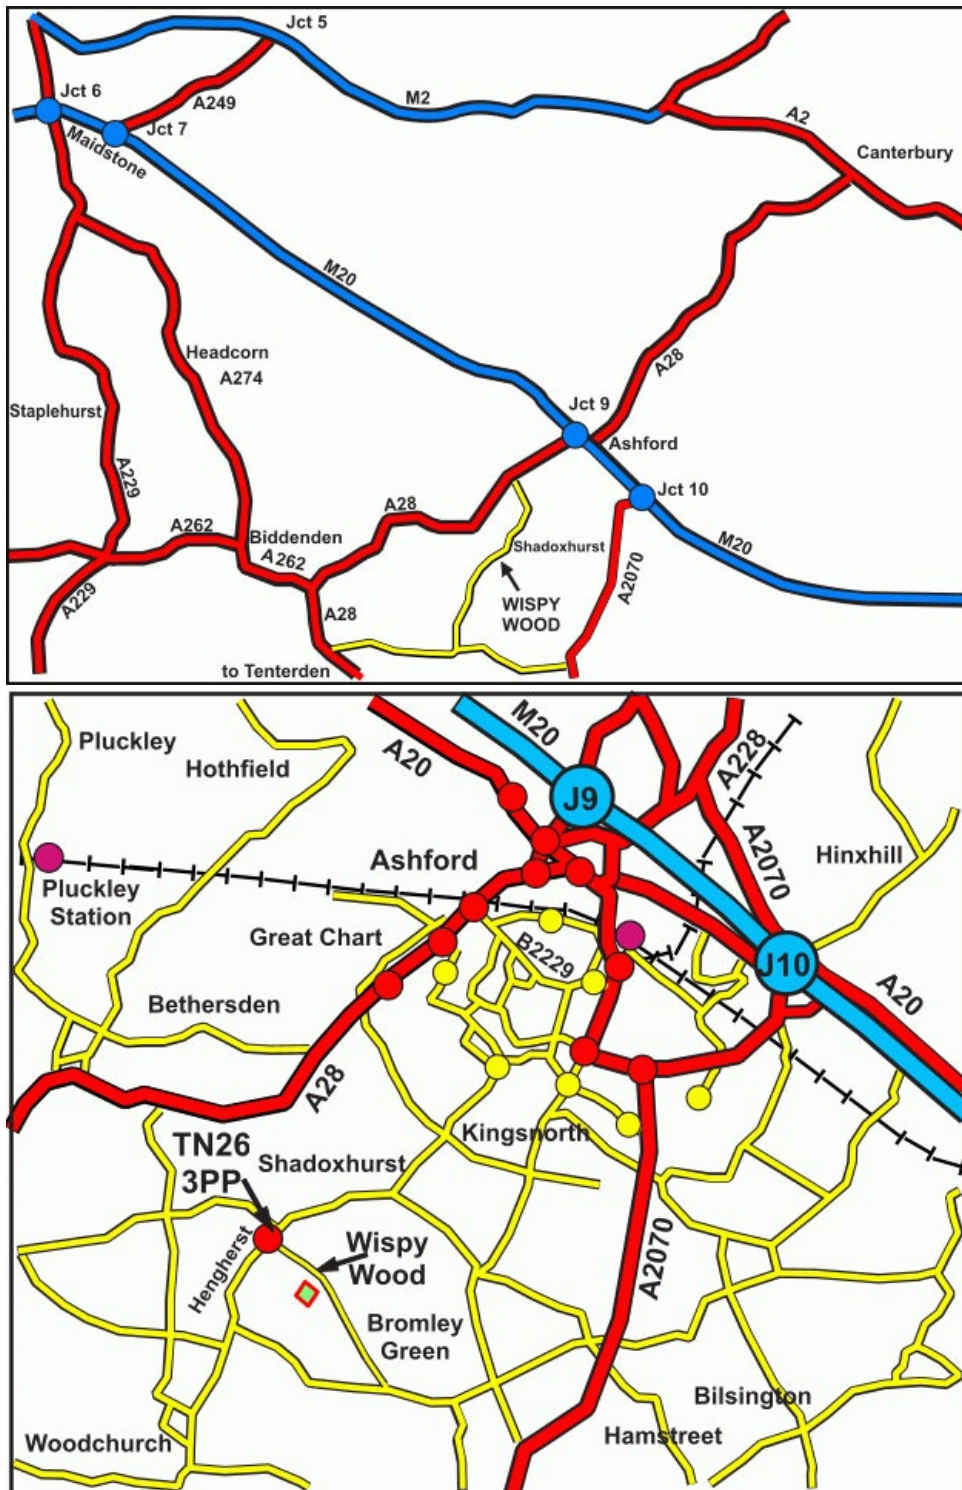 Jct 5
Jct 6
A249
M2
Jct 7
A2
Maidstone
Canterbury
M20
Headcorn
A274
A28
Staplehurst
Jct 9
Ashford
A229
Jct 10
A28
A262
Biddenden
A262
Shadoxhurst
M20
A2070
A229
WISPY
WOOD
A28
to Tenterden
M20
Pluckley
A20
A228
Hothfield
J9
A2070
Hinxhill
Ashford
Pluckley
Station
Great Chart
B2229
J10
A20
Bethersden
A28
Kingsnorth
TN26
3PP
Shadoxhurst
Wispy
Wood
A2070
Hengherst
Bromley
Green
Bilsington
Woodchurch
Hamstreet